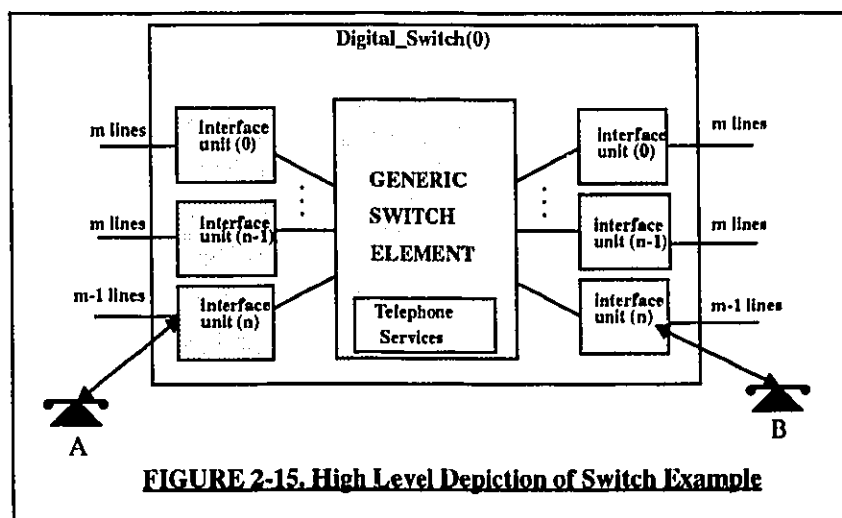 Digital_Switch(0)
m lines
interface
unit (0)
interface
unit (0)
m lines
GENERIC
SWITCH
ELEMENT
m lines
interface
unit (n-1)
interface
unit (n-1)
m lines
m-1 lines
interface
unit (n)
Telephone
Services
interface
unit (n)
m-1 lines
A
B
FIGURE 2-15. High Level Depiction of Switch Example